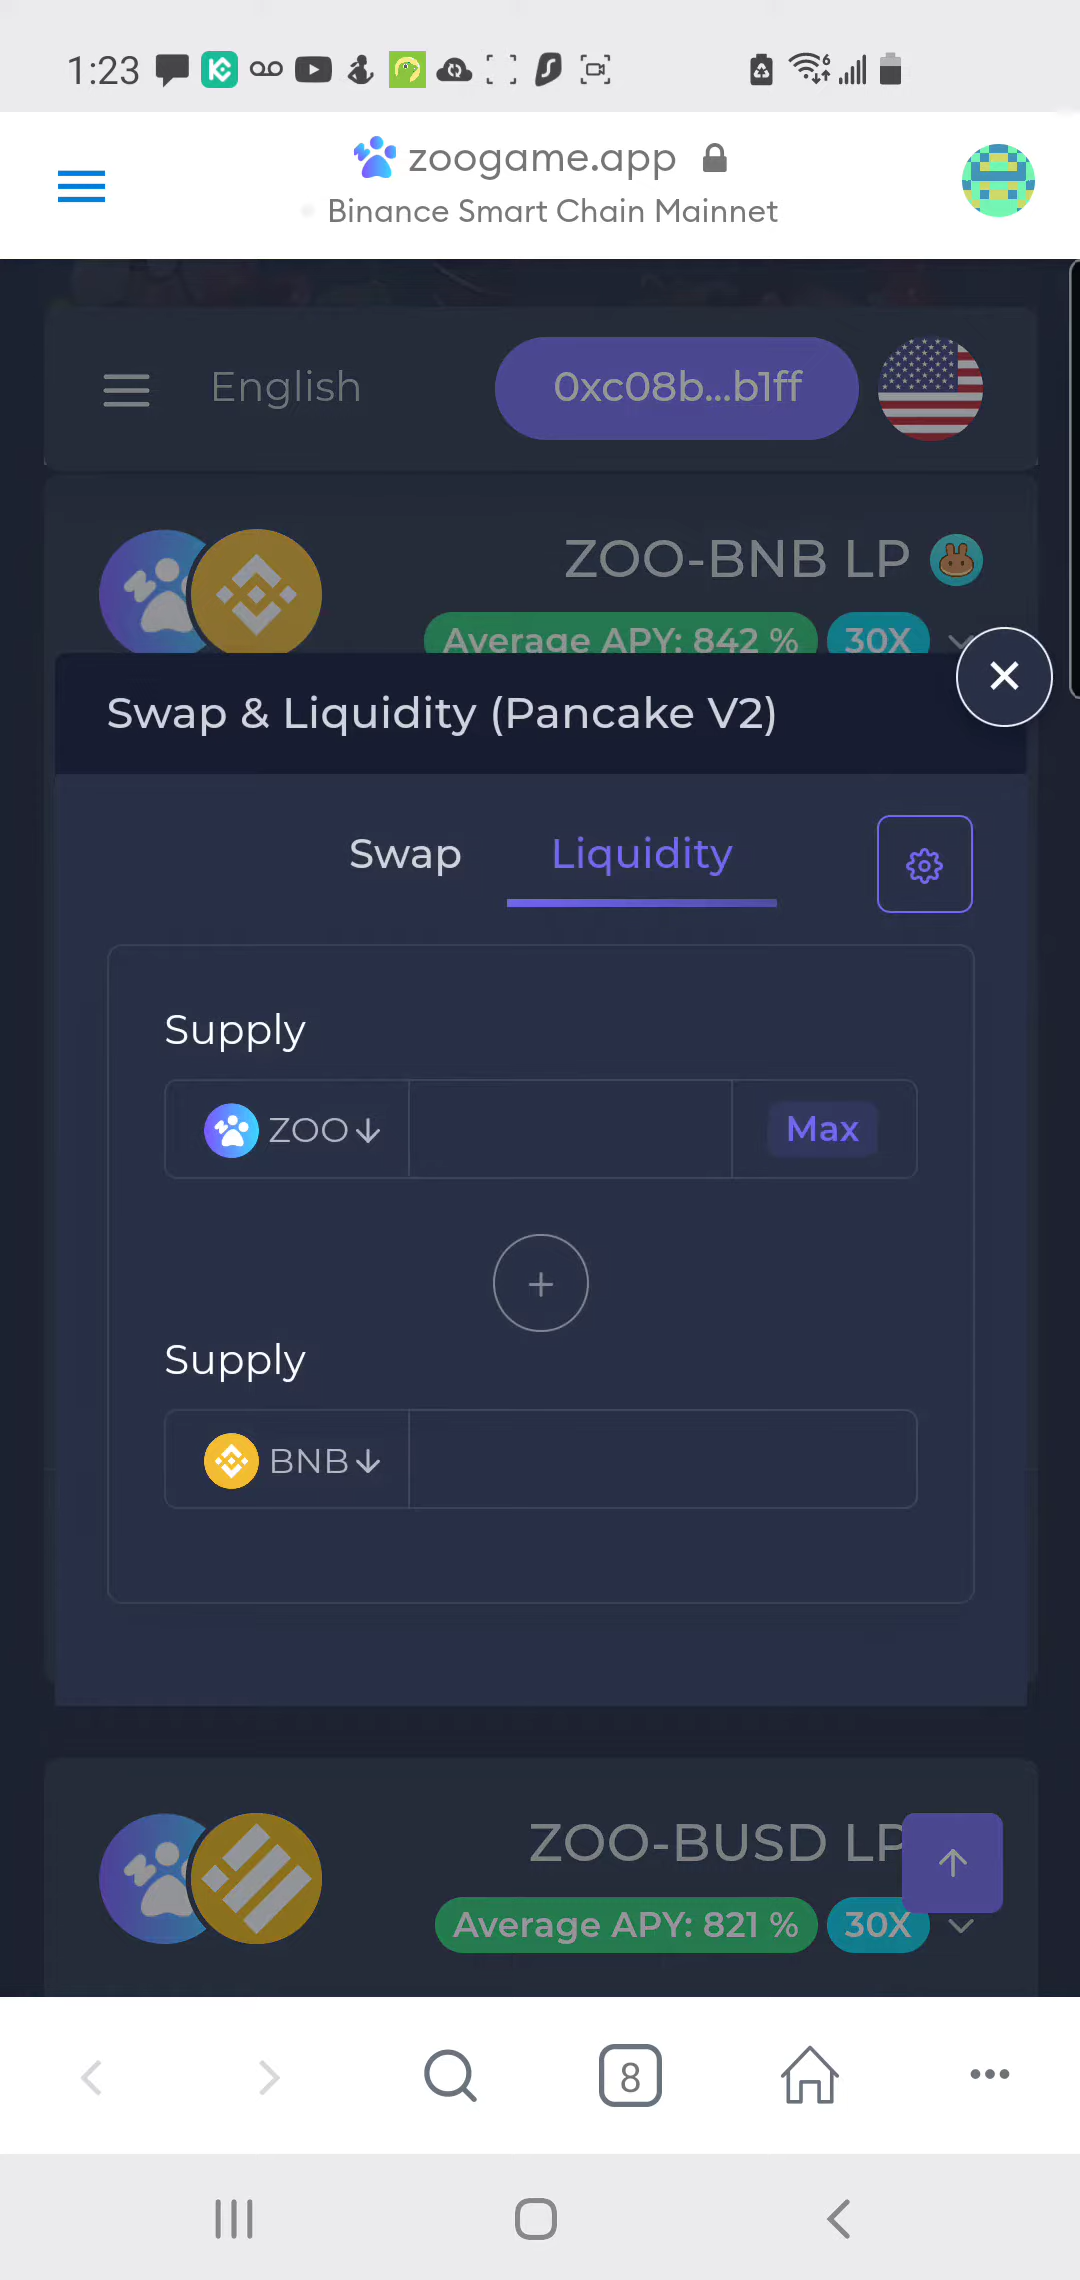 1:23
zoogame.app
Binance Smart Chain Mainnet
English
0xc08b...b1ff
ZOO-BNB LP
Average APY: 842 %
30X
Swap & Liquidity (Pancake V2)
Swap
Liquidity
Supply
ZOO
Max
+
Supply
BNB
ZOO-BUSD LP
Average APY: 821 %
30X
8